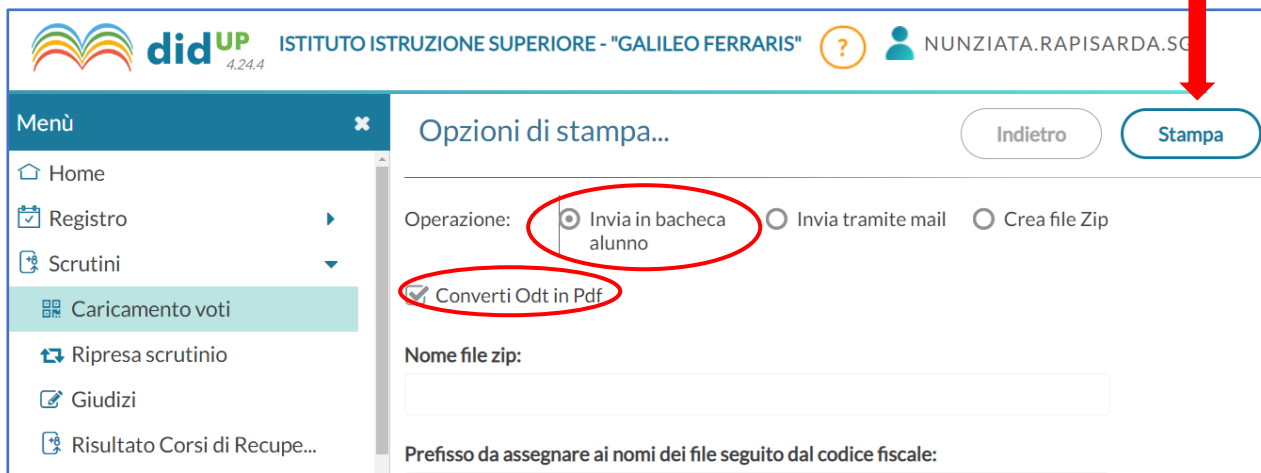 didUP 4.24.4 ISTITUTO ISTRUZIONE SUPERIORE - "GALILEO FERRARIS" ? NUNZIATA.RAPISARDA.SG
Menù
Home
Registro
Scrutini
Caricamento voti
Ripresa scrutinio
Giudizi
Risultato Corsi di Recupe...
Opzioni di stampa...
Indietro
Stampa
Operazione:
Invia in bacheca
alunno
Invia tramite mail
Crea file Zip
Converti Odt in Pdf
Nome file zip:
Prefisso da assegnare ai nomi dei file seguito dal codice fiscale: